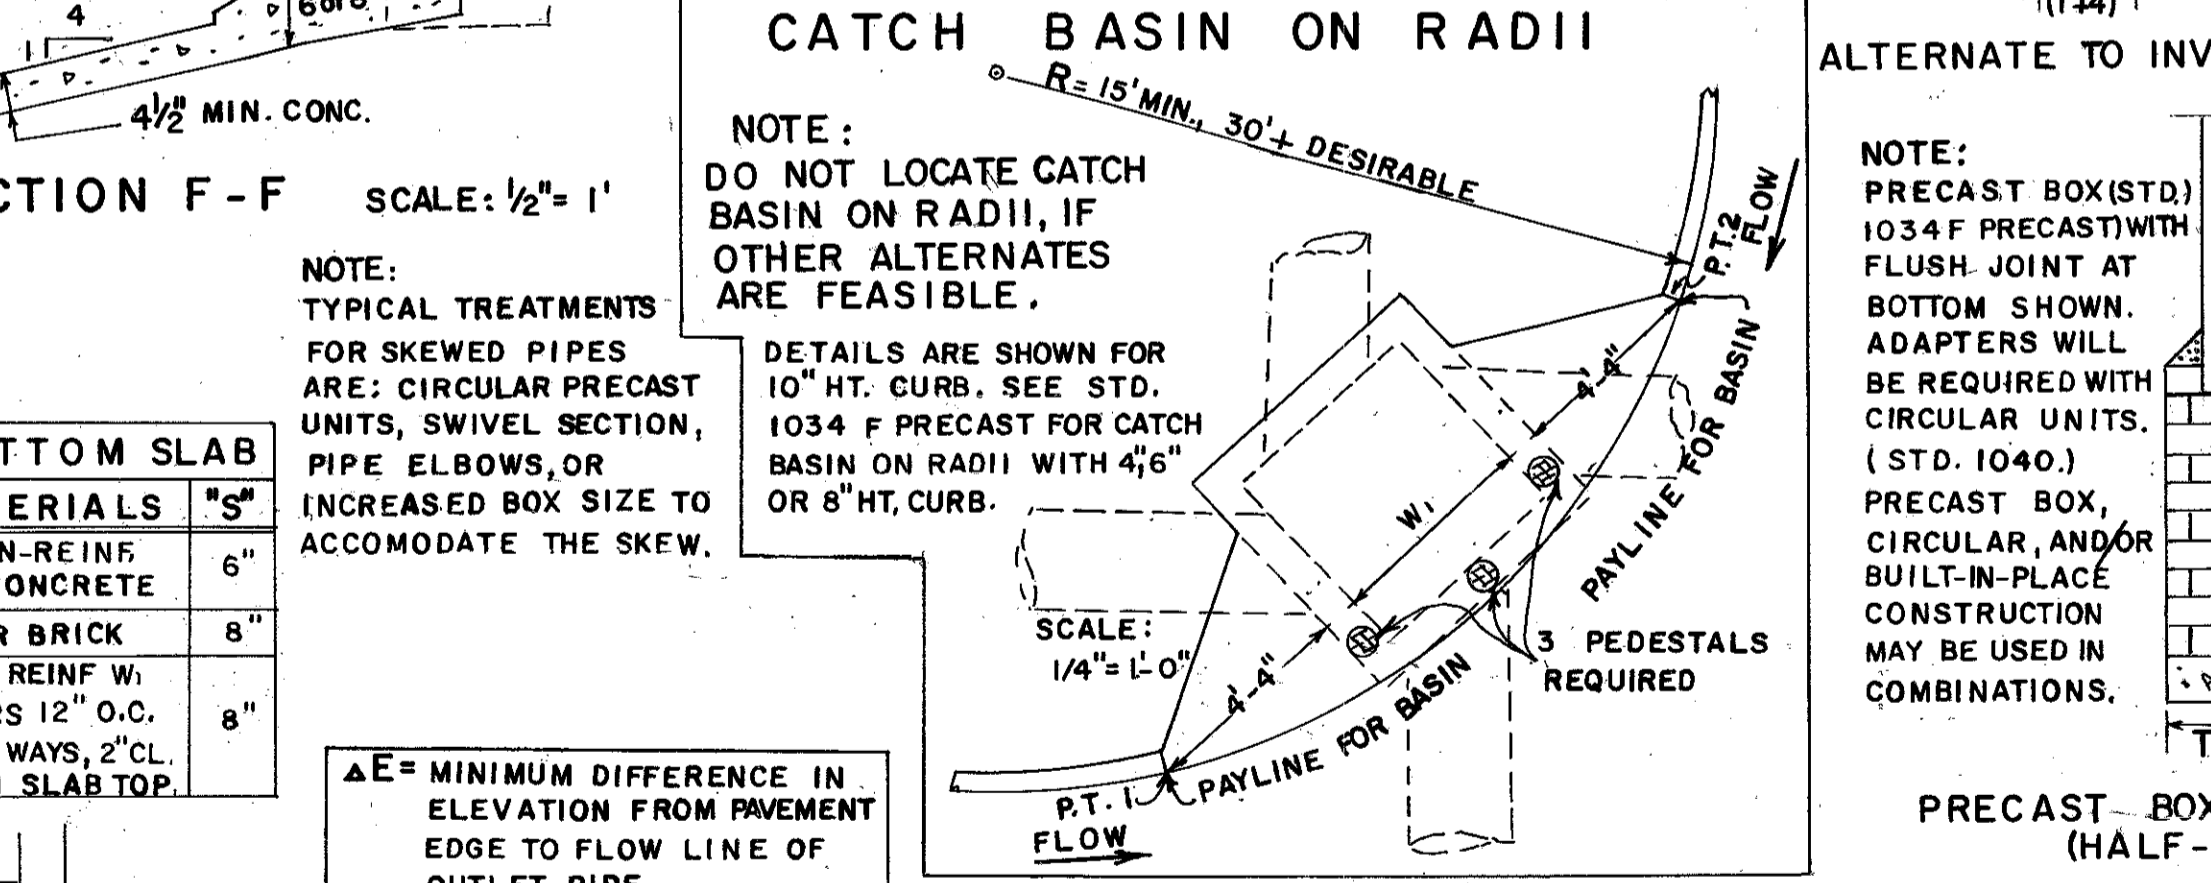 4
1
4½" MIN. CONC.
F-F
SCALE: ½"= 1'
NOTE:
TYPICAL TREATMENTS
FOR SKEWED PIPES
ARE: CIRCULAR PRECAST
UNITS, SWIVEL SECTION,
PIPE ELBOWS, OR
INCREASED BOX SIZE TO
ACCOMODATE THE SKEW.
SLAB
"S"
6"
BRICK
8"
REINF W1
12" O.C.
WAYS, 2"CL.
SLAB TOP.
8"
ΔE= MINIMUM DIFFERENCE IN
ELEVATION FROM PAVEMENT
EDGE TO FLOW LINE OF
OUTLET PIPE
CATCH BASIN ON RADII
R= 15' MIN., 30'+ DESIRABLE
NOTE:
DO NOT LOCATE CATCH
BASIN ON RADII, IF
OTHER ALTERNATES
ARE FEASIBLE.
DETAILS ARE SHOWN FOR
10" HT. CURB. SEE STD.
1034 F PRECAST FOR CATCH
BASIN ON RADII WITH 4",6"
OR 8" HT, CURB.
P.T.2
FLOW
4'-4"
PAYLINE FOR BASIN
W1
SCALE:
1/4"= 1'-0"
4'-4"
3 PEDESTALS
REQUIRED
P.T. 1
PAYLINE FOR BASIN
FLOW
(T+4)
ALTERNATE TO INV
NOTE:
PRECAST BOX(STD.)
1034F PRECAST)WITH
FLUSH JOINT AT
BOTTOM SHOWN.
ADAPTERS WILL
BE REQUIRED WITH
CIRCULAR UNITS.
(STD. 1040.)
PRECAST BOX,
CIRCULAR, AND/OR
BUILT-IN-PLACE
CONSTRUCTION
MAY BE USED IN
COMBINATIONS.
T
PRECAST BOX
(HALF-